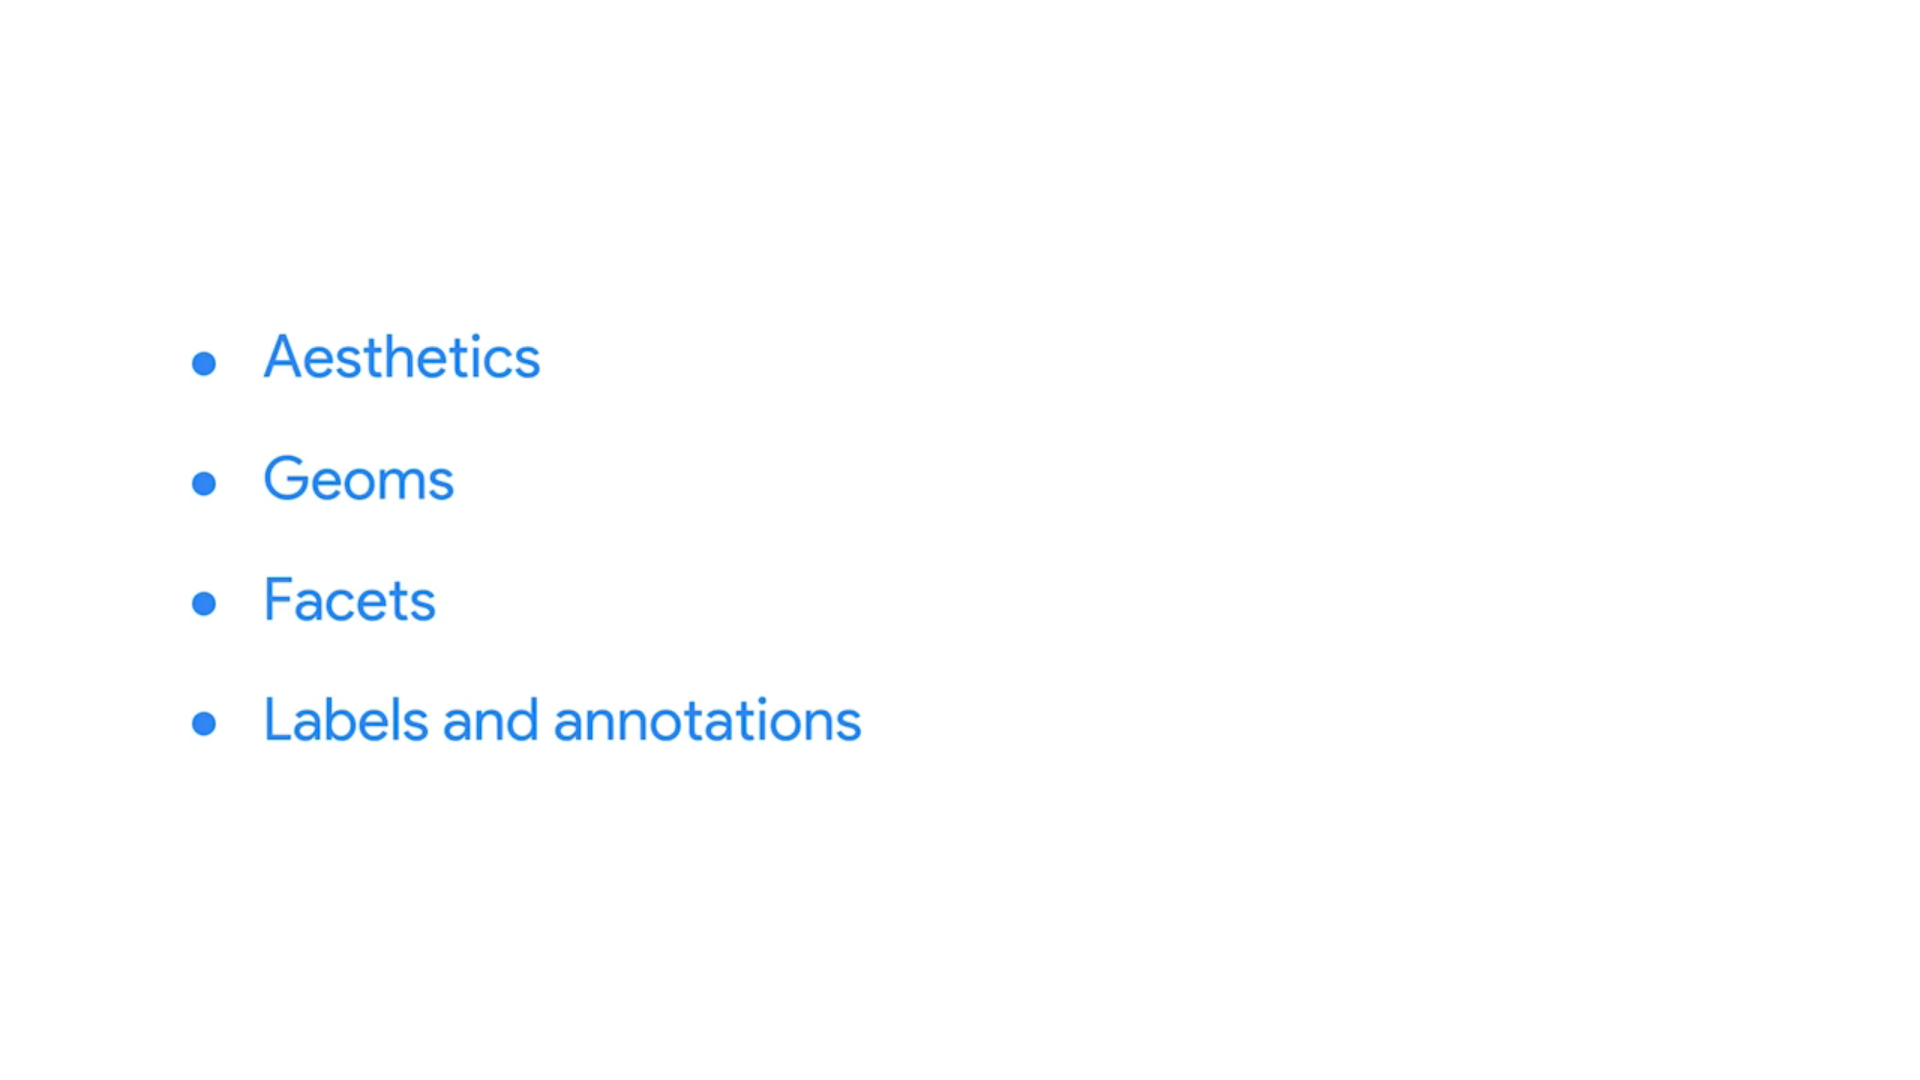 • Aesthetics
• Geoms
• Facets
• Labels and annotations